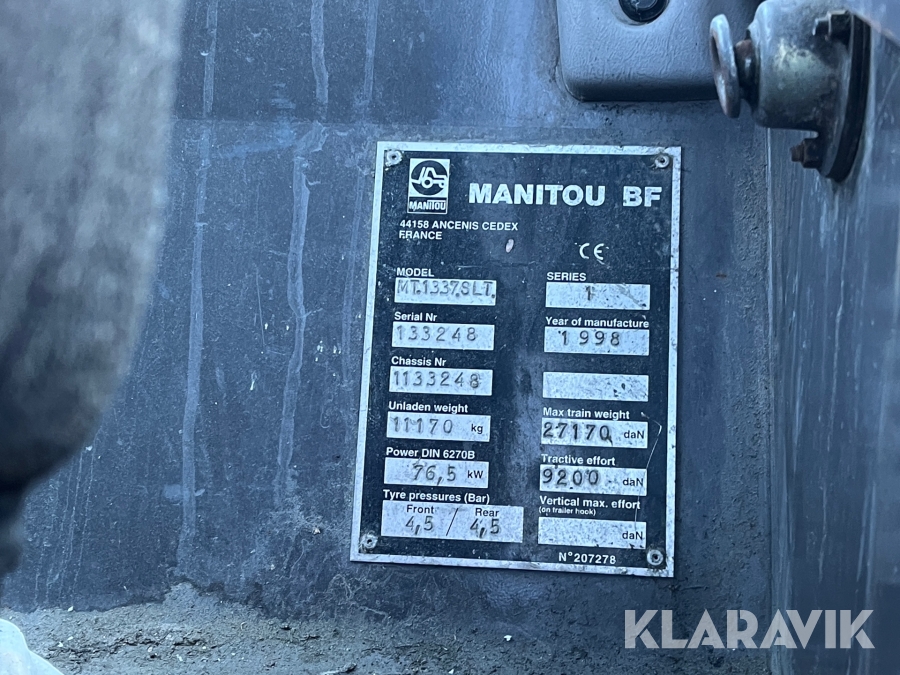 MANITOU
MANITOU BF
44158 ANCENIS CEDEX
FRANCE
CE
MODEL
MT.1337SLT
SERIES
1
Serial Nr
133248
Year of manufacture
1998
Chassis Nr
1133248
Unladen weight
11170 kg
Max train weight
27170 daN
Power DIN 6270B
76,5 kW
Tractive effort
9200 daN
Tyre pressures (Bar)
Front / Rear
4,5 4,5
Vertical max. effort
(on trailer hook)
daN
N°207278
KLARAVIK